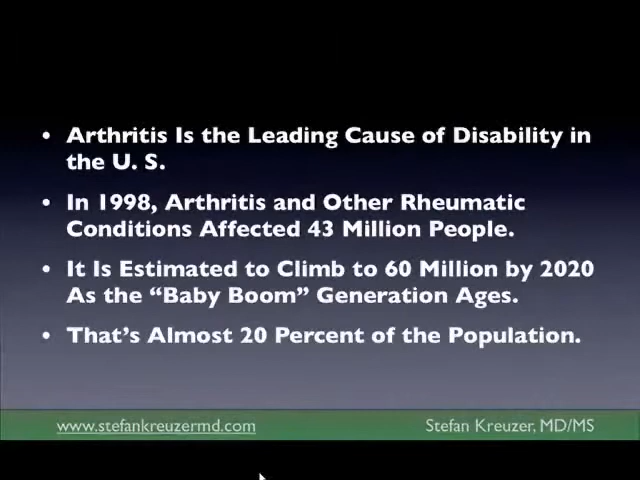 • Arthritis Is the Leading Cause of Disability in
the U. S.
• In 1998, Arthritis and Other Rheumatic
Conditions Affected 43 Million People.
• It Is Estimated to Climb to 60 Million by 2020
As the “Baby Boom” Generation Ages.
• That’s Almost 20 Percent of the Population.
www.stefankreuzermd.com
Stefan Kreuzer, MD/MS